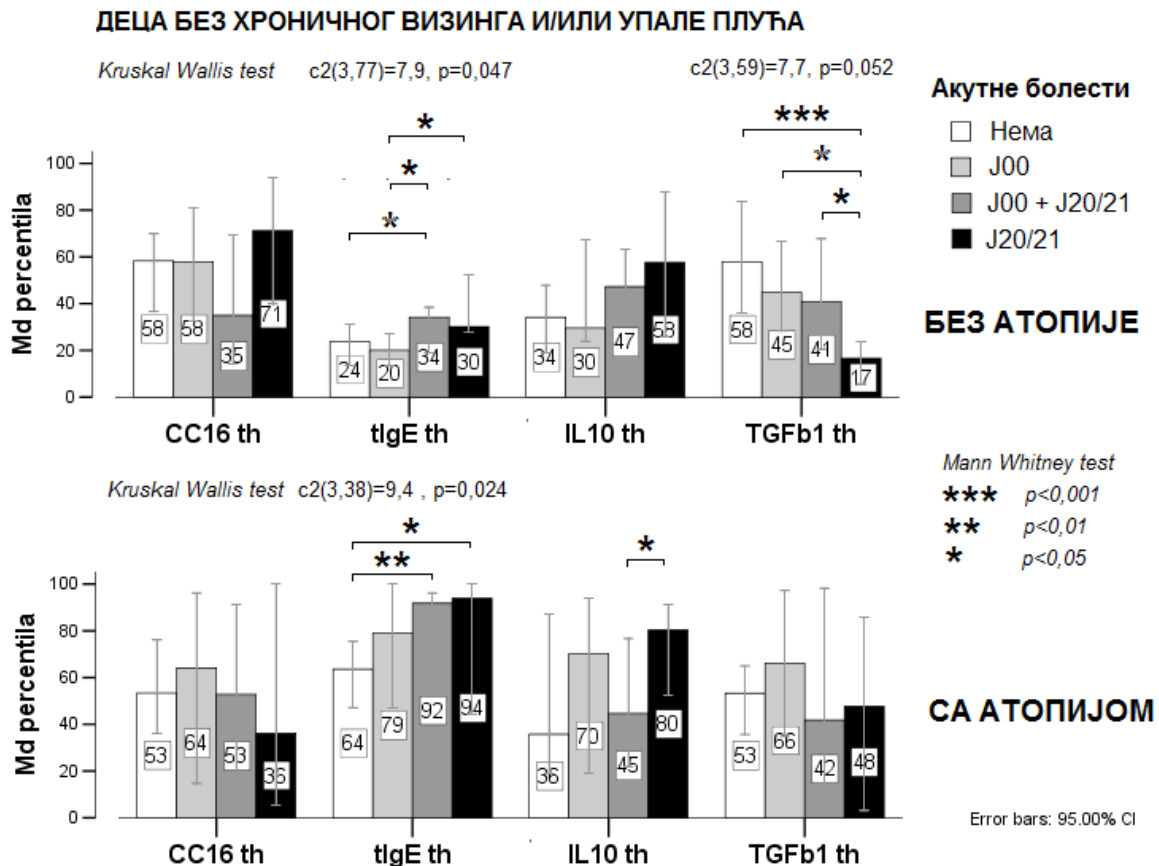 ДЕЦА БЕЗ ХРОНИЧНОГ ВИЗИНГА И/ИЛИ УПАЛЕ ПЛУЋА
Kruskal Wallis test c2(3,77)=7,9, p=0,047 c2(3,59)=7,7, p=0,052
Акутне болести
Нема
J00
J00 + J20/21
J20/21
*** * * * * *
Md percentila
100
80
60
40
20
0
58 58 35 71
24 20 34 30
34 30 47 58
58 45 41 17
CC16 th tIgE th IL10 th TGFb1 th
БЕЗ АТОПИЈЕ
Mann Whitney test
*** p<0,001
** p<0,01
* p<0,05
Kruskal Wallis test c2(3,38)=9,4 , p=0,024
* ** *
Md percentila
100
80
60
40
20
0
53 64 53 36
64 79 92 94
36 70 45 80
53 66 42 48
CC16 th tIgE th IL10 th TGFb1 th
СА АТОПИЈОМ
Error bars: 95.00% CI